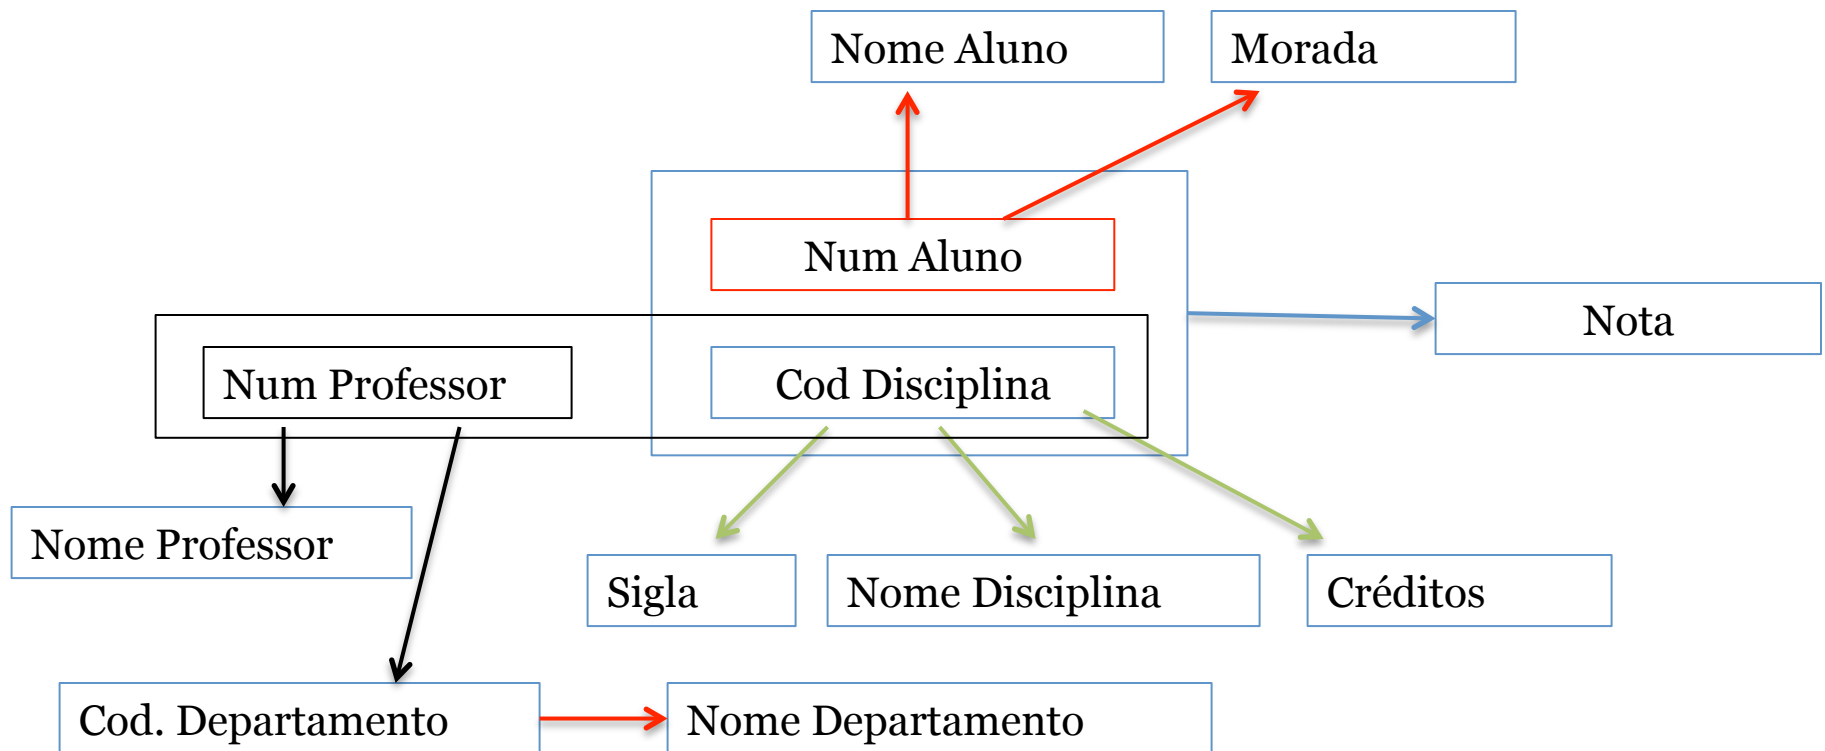 Nome Aluno
Morada
Num Aluno
Nota
Num Professor
Cod Disciplina
Nome Professor
Sigla
Nome Disciplina
Créditos
Cod. Departamento
Nome Departamento